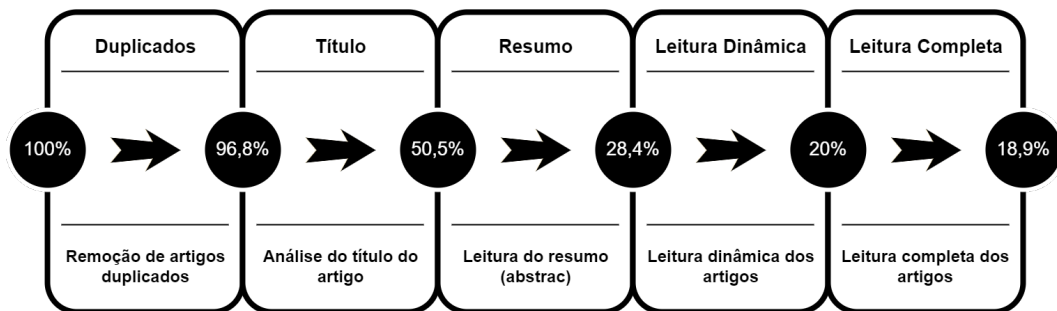 Duplicados
Título
Resumo
Leitura Dinâmica
Leitura Completa
100%
96,8%
50,5%
28,4%
20%
18,9%
Remoção de artigos
duplicados
Análise do título do
artigo
Leitura do resumo
(abstrac)
Leitura dinâmica dos
artigos
Leitura completa dos
artigos